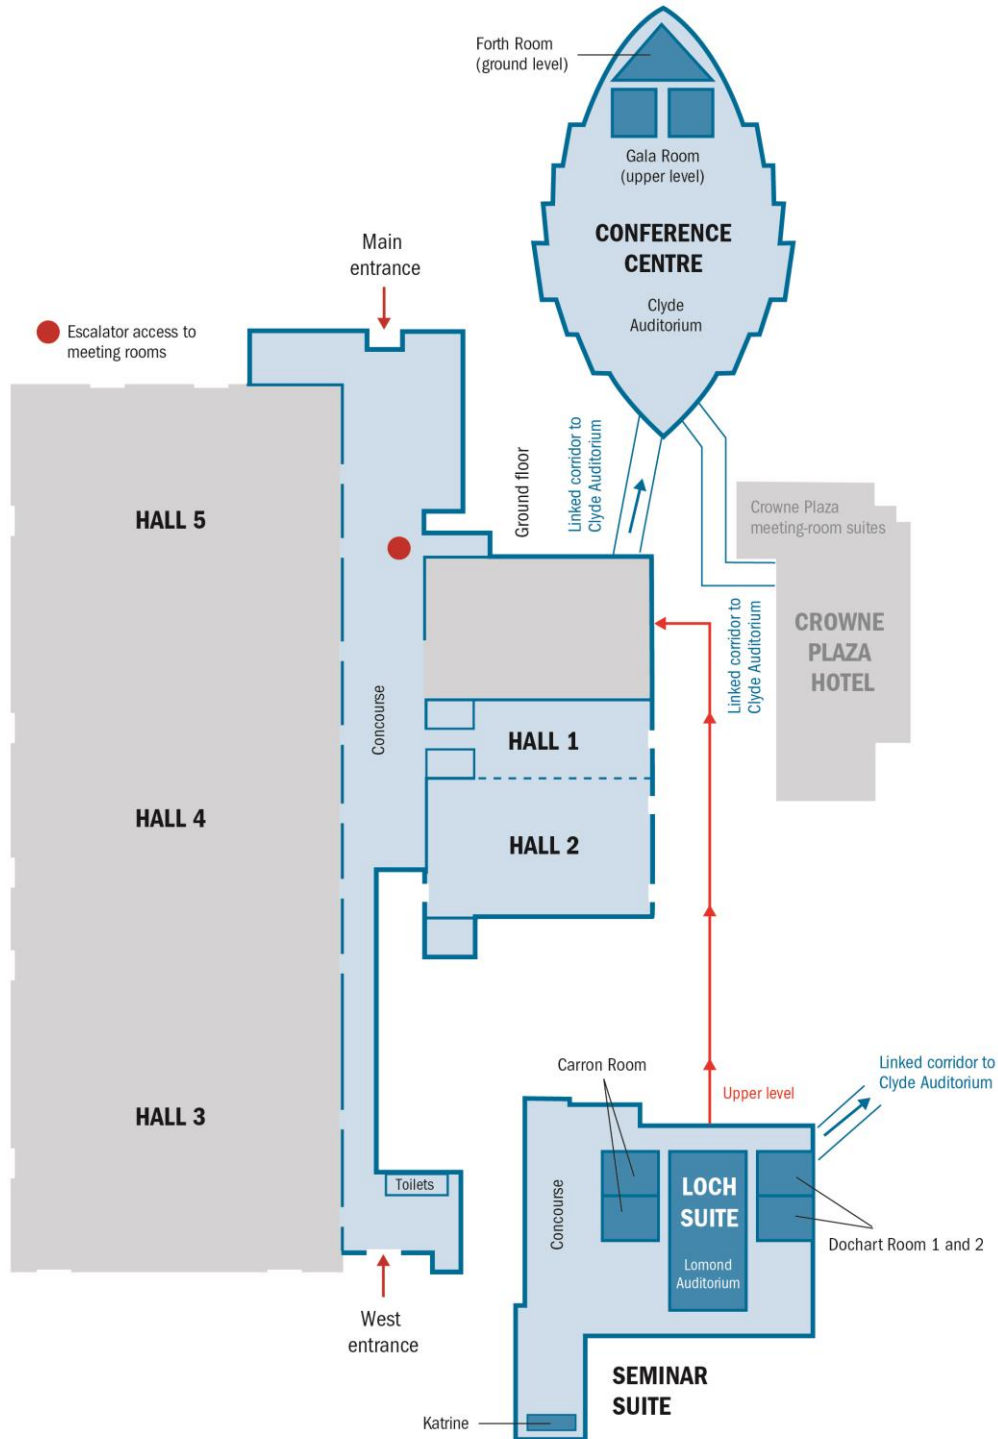 Forth Room
(ground level)
Gala Room
(upper level)
CONFERENCE
CENTRE
Clyde
Auditorium
Main
entrance
Escalator access to
meeting rooms
Ground floor
Linked corridor to
Clyde Auditorium
Crowne Plaza
meeting-room suites
CROWNE
PLAZA
HOTEL
Linked corridor to
Clyde Auditorium
HALL 5
Concourse
HALL 1
HALL 4
HALL 2
HALL 3
Toilets
West
entrance
Carron Room
Upper level
Linked corridor to
Clyde Auditorium
Concourse
LOCH
SUITE
Lomond
Auditorium
Dochart Room 1 and 2
SEMINAR
SUITE
Katrine